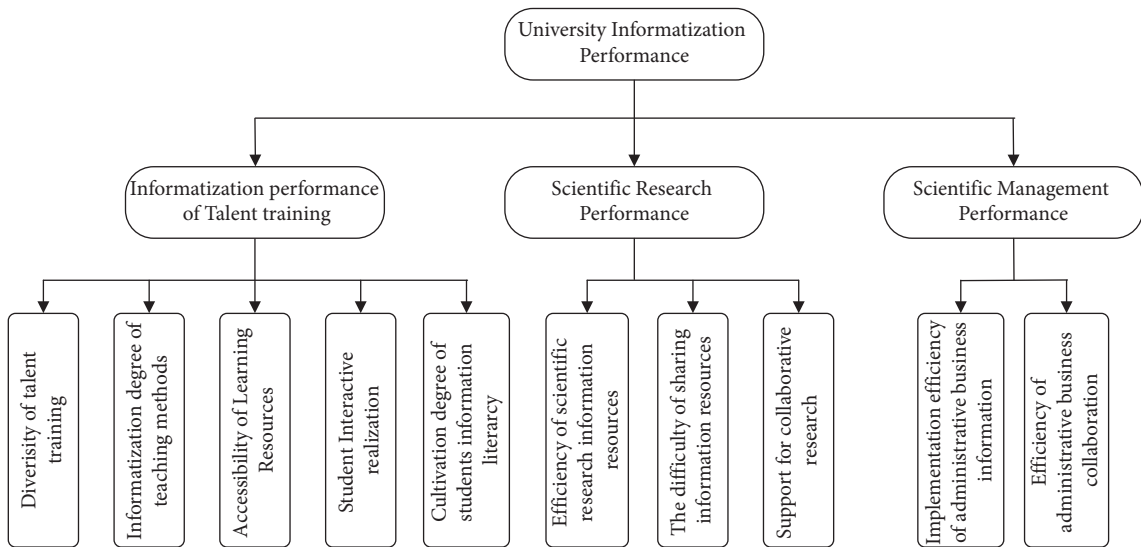 University Informatization
Performance
Informatization performance
of Talent training
Scientific Research
Performance
Scientific Management
Performance
Diverisity of talent
training
Informatization degree of
teaching methods
Accessibility of Learning
Resources
Student Interactive
realization
Cultivation degree of
students information
literarcy
Efficiency of scientific
research information
resources
The difficulty of sharing
information resources
Support for collaborative
research
Implementation efficiency
of administrative business
information
Efficiency of
administrative business
collaboration